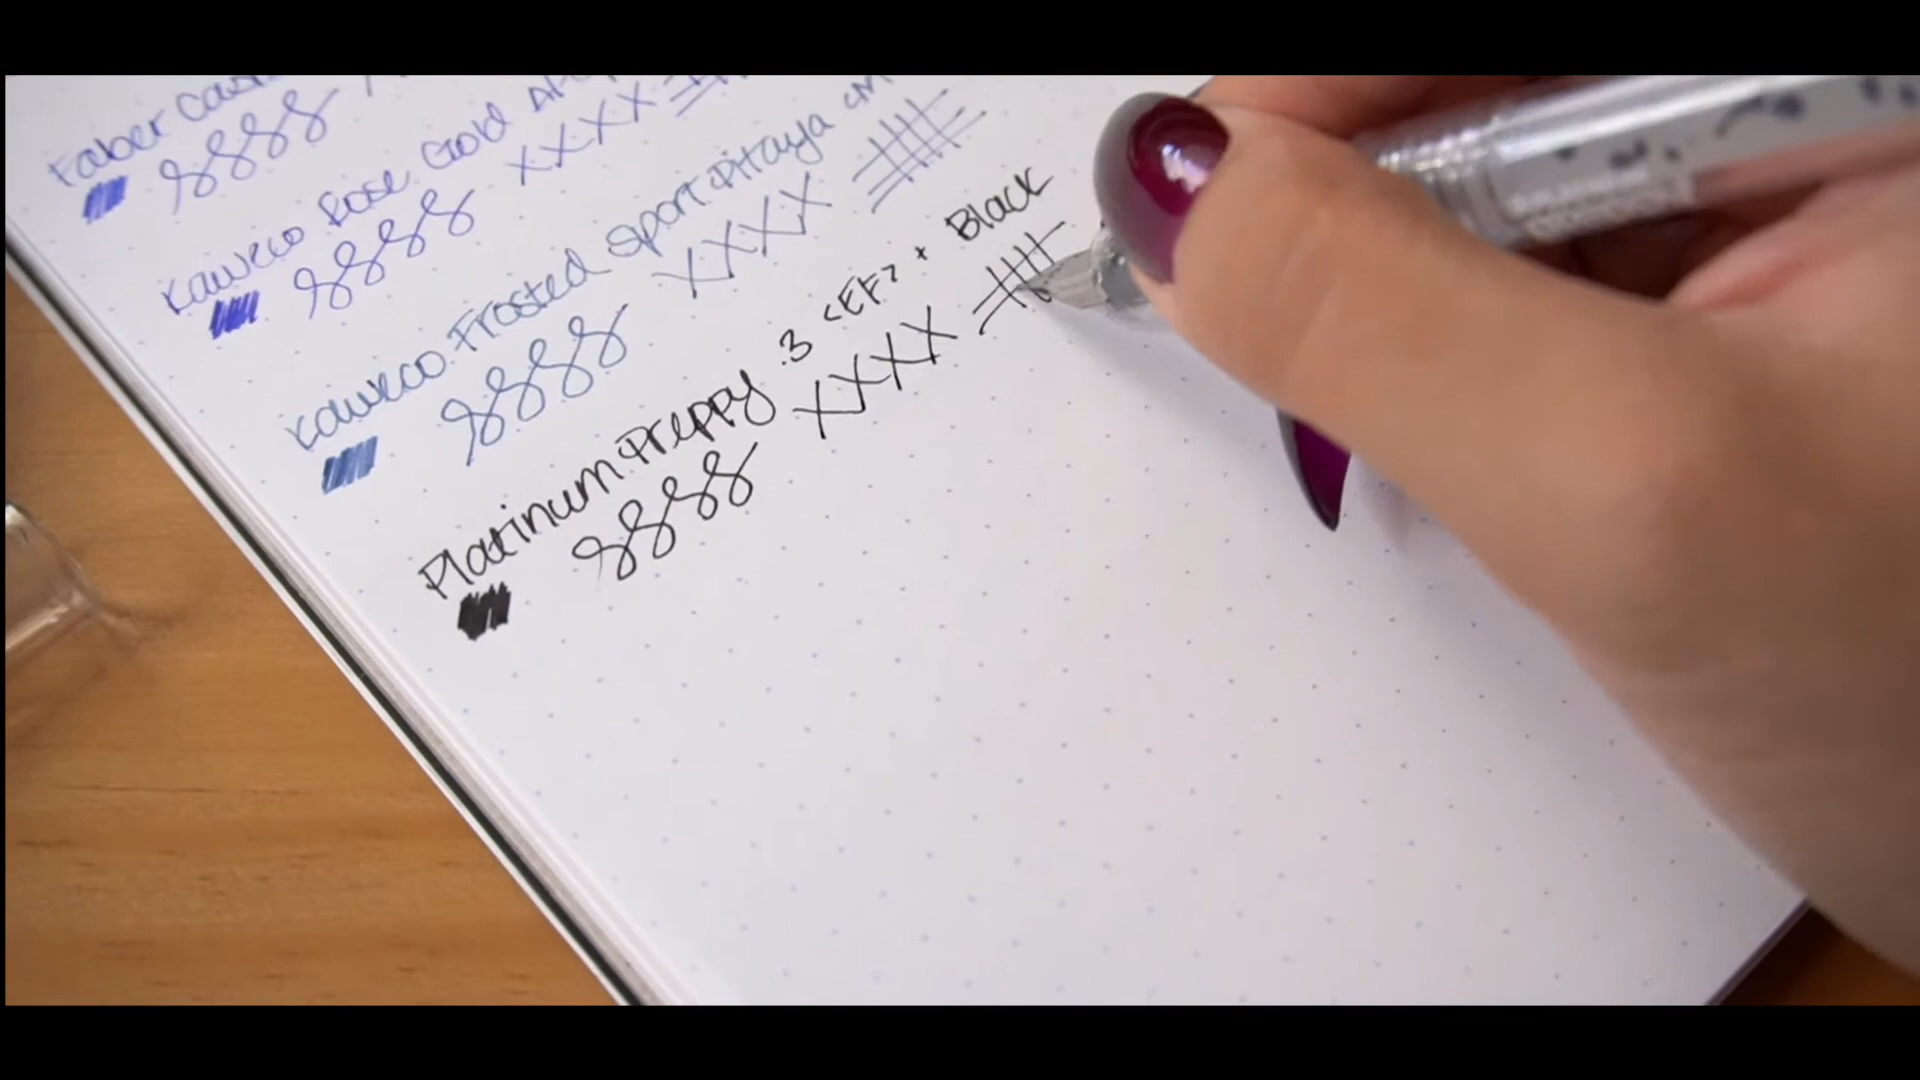 Faber Cast
8888
Kaweco Rose Gold
8888 XXXX
Kaweco Frosted Sport Pitaya <M
8888 XXXX
Platinum Preppy .3 <EF> * Black
8888 XXXX
PLATINUM